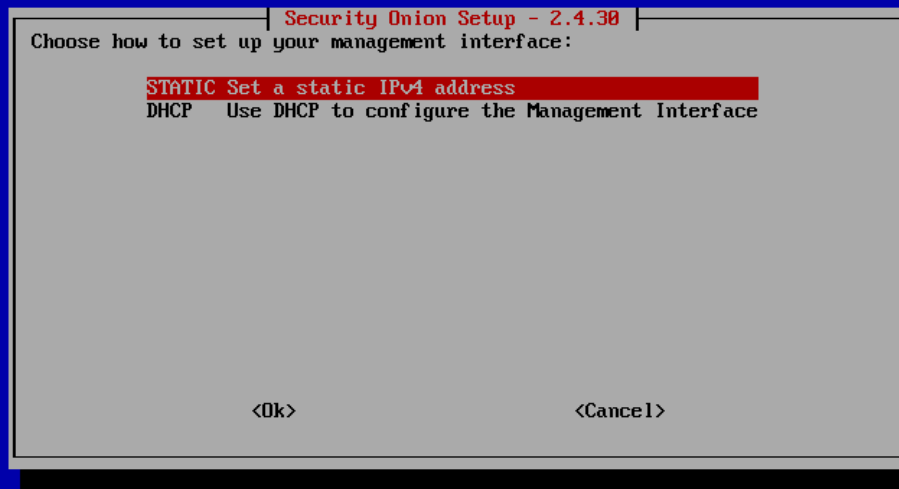 Security Onion Setup - 2.4.30
Choose how to set up your management interface:
STATIC Set a static IPv4 address
DHCP Use DHCP to configure the Management Interface
<Ok> <Cancel>